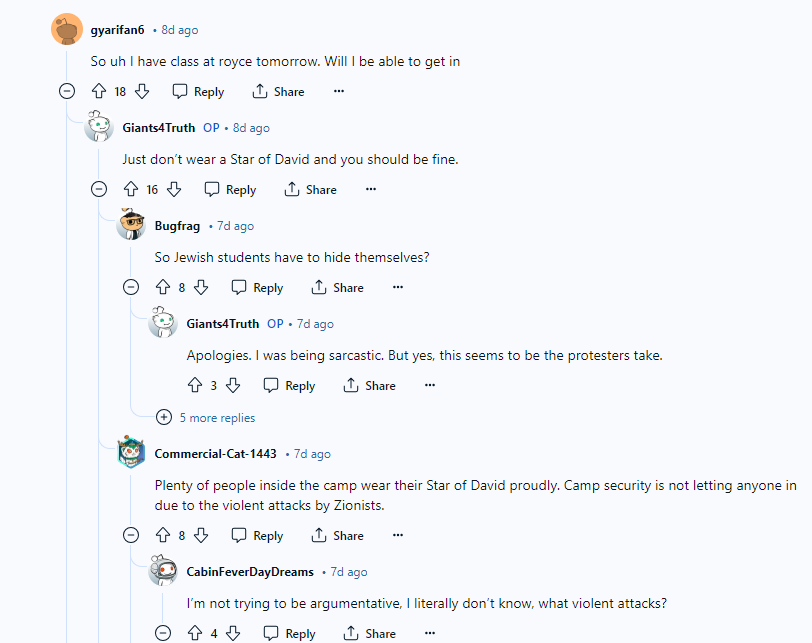 gyarifan6 • 8d ago
So uh I have class at royce tomorrow. Will I be able to get in
18 Reply Share ...
Giants4Truth OP • 8d ago
Just don't wear a Star of David and you should be fine.
16 Reply Share ...
Bugfrag • 7d ago
So Jewish students have to hide themselves?
8 Reply Share ...
Giants4Truth OP • 7d ago
Apologies. I was being sarcastic. But yes, this seems to be the protesters take.
3 Reply Share ...
5 more replies
Commercial-Cat-1443 • 7d ago
Plenty of people inside the camp wear their Star of David proudly. Camp security is not letting anyone in
due to the violent attacks by Zionists.
8 Reply Share ...
CabinFeverDayDreams • 7d ago
I'm not trying to be argumentative, I literally don't know, what violent attacks?
4 Reply Share ...